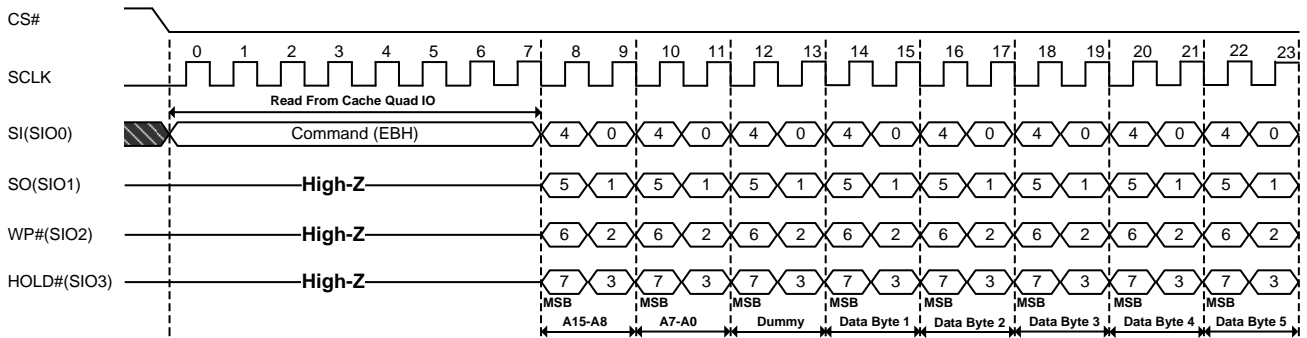 CS#
0 1 2 3 4 5 6 7 8 9 10 11 12 13 14 15 16 17 18 19 20 21 22 23
SCLK
Read From Cache Quad IO
SI(SIO0) Command (EBH) 4 0 4 0 4 0 4 0 4 0 4 0 4 0 4 0
SO(SIO1) High-Z 5 1 5 1 5 1 5 1 5 1 5 1 5 1 5 1
WP#(SIO2) High-Z 6 2 6 2 6 2 6 2 6 2 6 2 6 2 6 2
HOLD#(SIO3) High-Z 7 3 7 3 7 3 7 3 7 3 7 3 7 3 7 3
MSB MSB MSB MSB MSB MSB MSB MSB
A15-A8 A7-A0 Dummy Data Byte 1 Data Byte 2 Data Byte 3 Data Byte 4 Data Byte 5